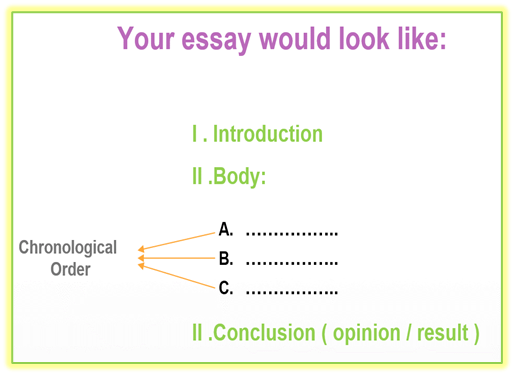 Your essay would look like:
I . Introduction
II .Body:
A. ……………..
Chronological
Order
B. ……………..
C. ……………..
II .Conclusion ( opinion / result )